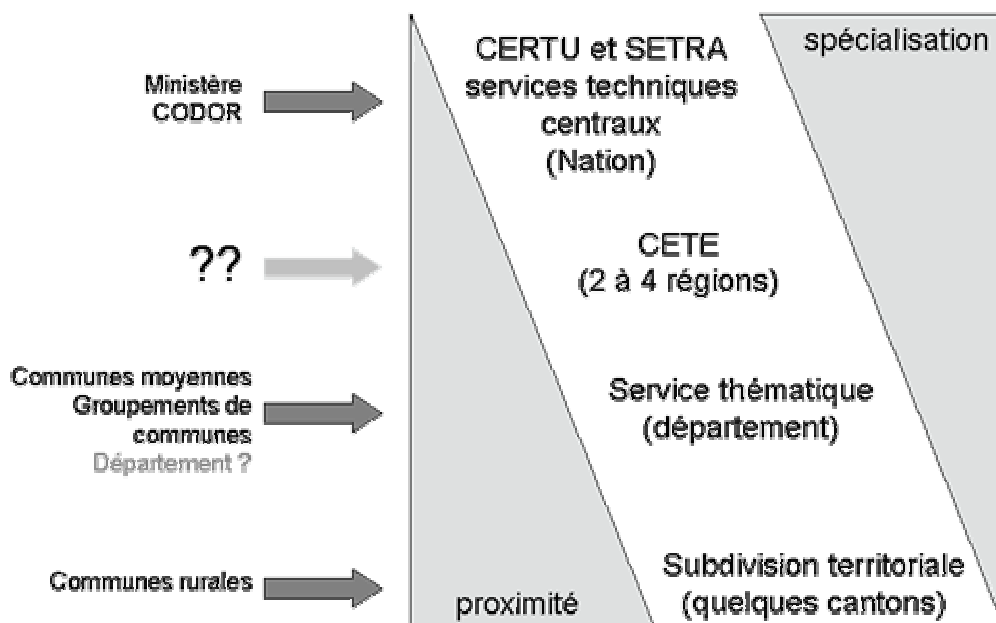 Ministère
CODOR
CERTU et SETRA
services techniques
centraux
(Nation)
spécialisation
??
CETE
(2 à 4 régions)
Communes moyennes
Groupements de
communes
Département ?
Service thématique
(département)
Communes rurales
proximité
Subdivision territoriale
(quelques cantons)